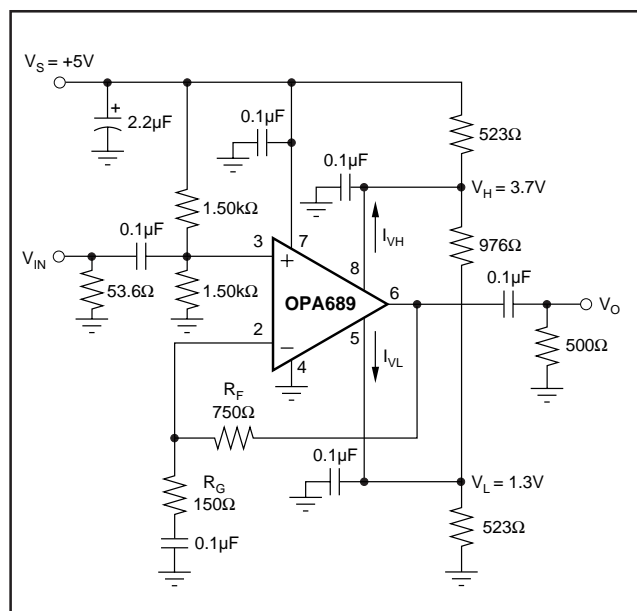 V_S = +5V
2.2µF
+
0.1µF
0.1µF
523Ω
V_H = 3.7V
1.50kΩ
I_VH
976Ω
0.1µF
V_IN
3
7
8
+
53.6Ω
1.50kΩ
OPA689
6
0.1µF
V_O
2
−
5
4
I_VL
500Ω
R_F
750Ω
0.1µF
R_G
150Ω
V_L = 1.3V
0.1µF
523Ω